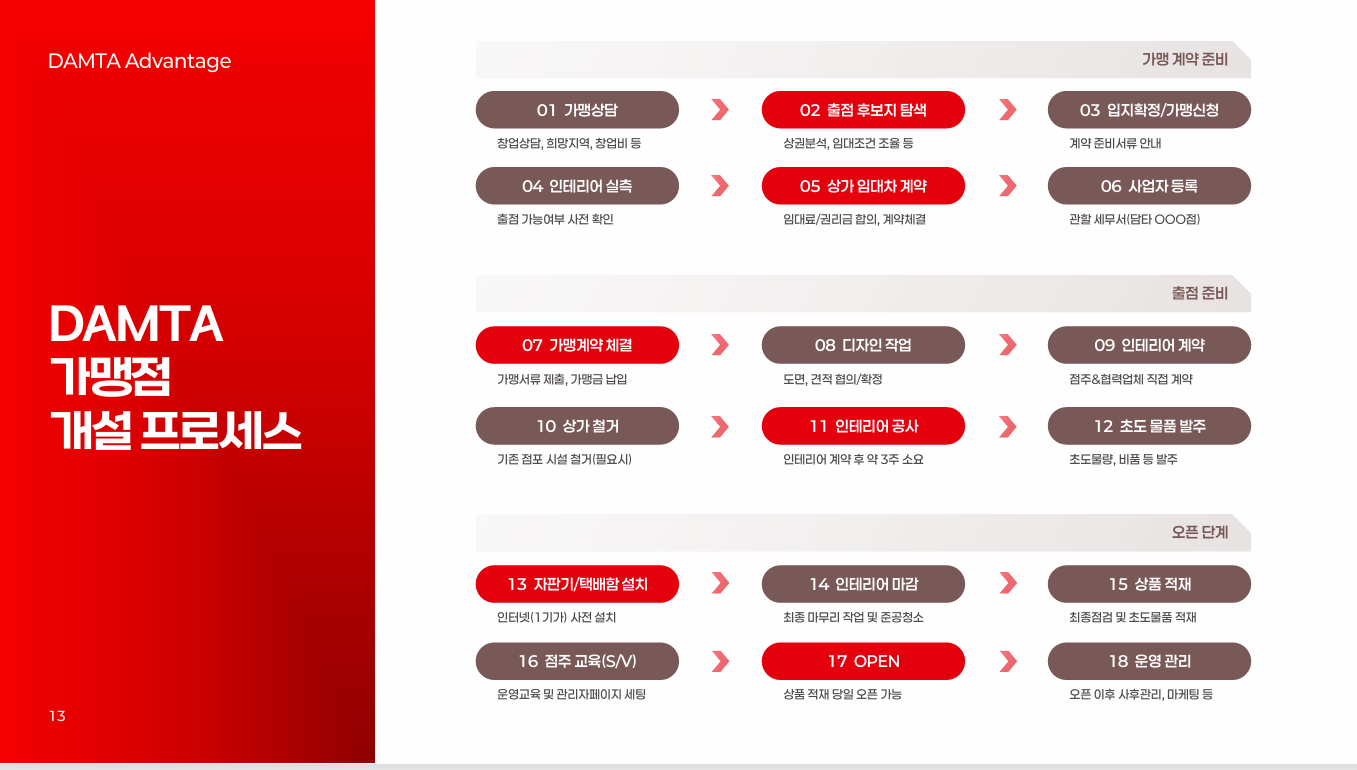 DAMTA Advantage
DAMTA
가맹점
개설 프로세스
13
가맹 계약 준비
01 가맹상담
02 출점 후보지 탐색
03 입지확정/가맹신청
창업상담, 희망지역, 창업비 등
상권분석, 임대조건 조율 등
계약 준비서류 안내
04 인테리어 실측
05 상가 임대차 계약
06 사업자 등록
출점 가능여부 사전 확인
임대료/권리금 합의, 계약체결
관할 세무서(담타 OOO점)
출점 준비
07 가맹계약 체결
08 디자인 작업
09 인테리어 계약
가맹서류 제출, 가맹금 납입
도면, 견적 협의/확정
점주&협력업체 직접 계약
10 상가 철거
11 인테리어 공사
12 초도 물품 발주
기존 점포 시설 철거(필요시)
인테리어 계약 후 약 3주 소요
초도물량, 비품 등 발주
오픈 단계
13 자판기/택배함 설치
14 인테리어 마감
15 상품 적재
인터넷(1기가) 사전 설치
최종 마무리 작업 및 준공청소
최종점검 및 초도물품 적재
16 점주 교육(S/V)
17 OPEN
18 운영 관리
운영교육 및 관리자페이지 세팅
상품 적재 당일 오픈 가능
오픈 이후 사후관리, 마케팅 등